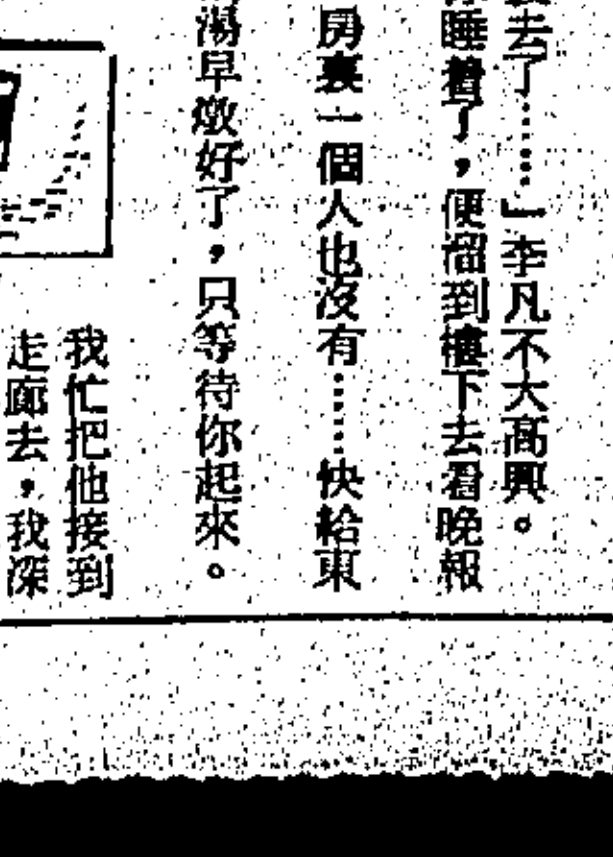 去了……」李凡不大高興。
睡着了，便溜到樓下去看晚報
房裏一個人也沒有……快給東
湯早燉好了，只等待你起來。
我忙把他接到
走廊去，我深